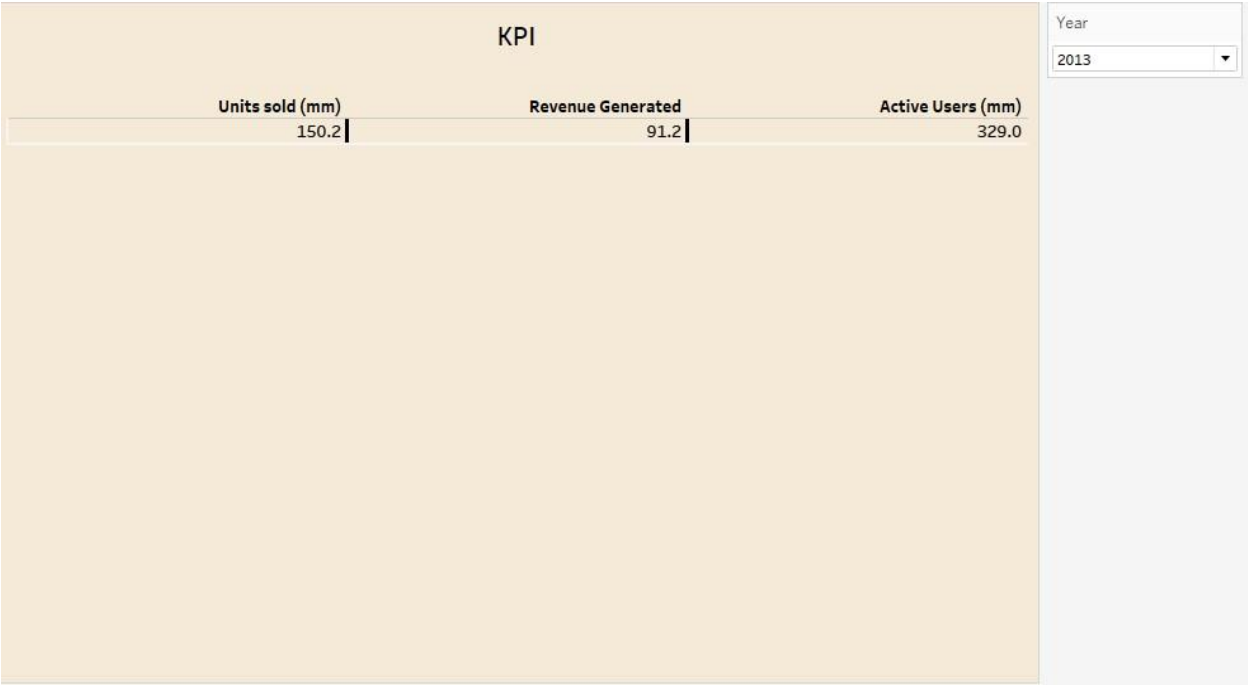 KPI
Year
2013
Units sold (mm) Revenue Generated Active Users (mm)
150.2 91.2 329.0